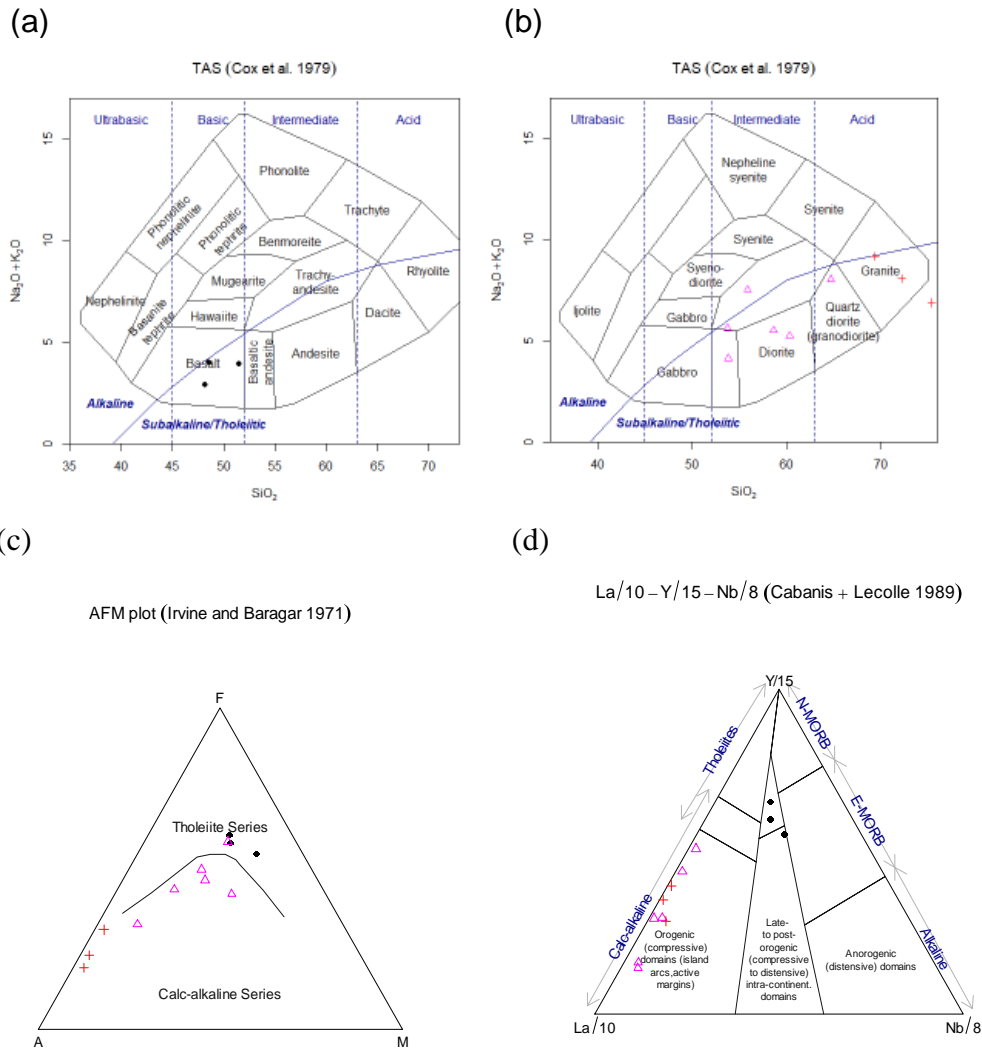 (a)
TAS (Cox et al. 1979)
Ultrabasic
Basic
Intermediate
Acid
Phonolite
Trachyte
Phonolitic
nephelinite
Phonolitic
tephrite
Benmoreite
Rhyolite
Mugearite
Trachy-
andesite
Nephelinite
Basanite
tephrite
Hawaiite
Dacite
Basalt
Basaltic
andesite
Andesite
Alkaline
Subalkaline/Tholeiitic
Na₂O + K₂O
0
5
10
15
35
40
45
50
55
60
65
70
SiO₂
(b)
TAS (Cox et al. 1979)
Ultrabasic
Basic
Intermediate
Acid
Nepheline
syenite
Syenite
Syenite
Granite
Syeno-
diorite
Ijolite
Gabbro
Quartz
diorite
(granodiorite)
Diorite
Gabbro
Alkaline
Subalkaline/Tholeiitic
Na₂O + K₂O
0
5
10
15
40
50
60
70
SiO₂
(c)
AFM plot (Irvine and Baragar 1971)
F
Tholeiite Series
Calc-alkaline Series
A
M
(d)
La/10 – Y/15 – Nb/8 (Cabanis + Lecolle 1989)
Y/15
Tholeiites
N-MORB
E-MORB
Calc-alkaline
Alkaline
Orogenic
(compressive)
domains (island
arcs,active
margins)
Late-
to post-
orogenic
(compressive
to distensive)
intra-continent.
domains
Anorogenic
(distensive) domains
La/10
Nb/8